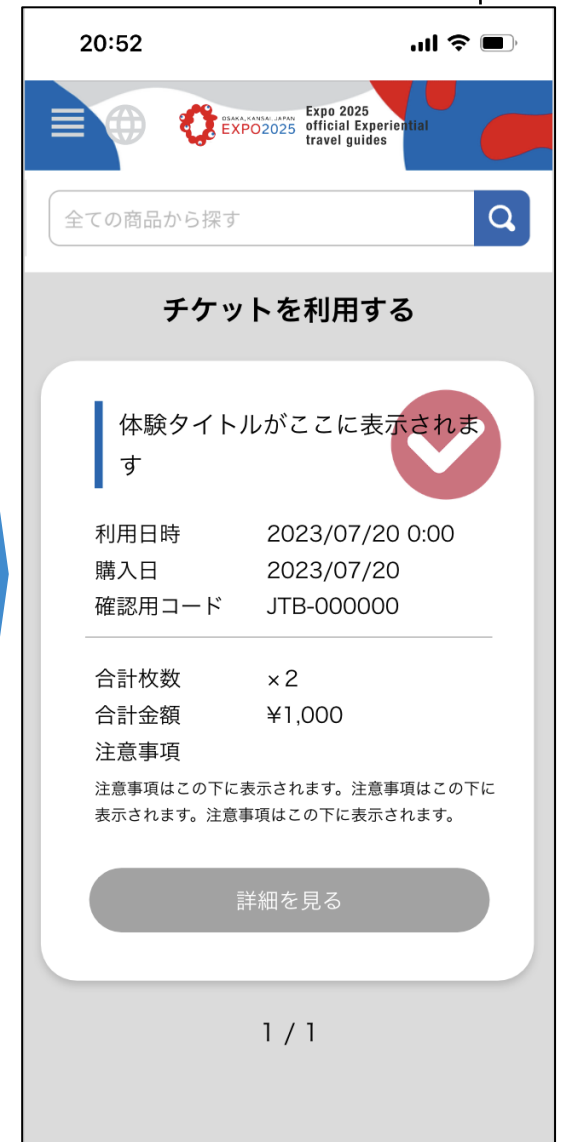 20:52
OSAKA, KANSAI, JAPAN
EXPO2025
Expo 2025
official Experiential
travel guides
全ての商品から探す
チケットを利用する
体験タイトルがここに表示されま
す
利用日時 2023/07/20 0:00
購入日 2023/07/20
確認用コード JTB-000000
合計枚数 ×2
合計金額 ¥1,000
注意事項
注意事項はこの下に表示されます。注意事項はこの下に
表示されます。注意事項はこの下に表示されます。
詳細を見る
1 / 1